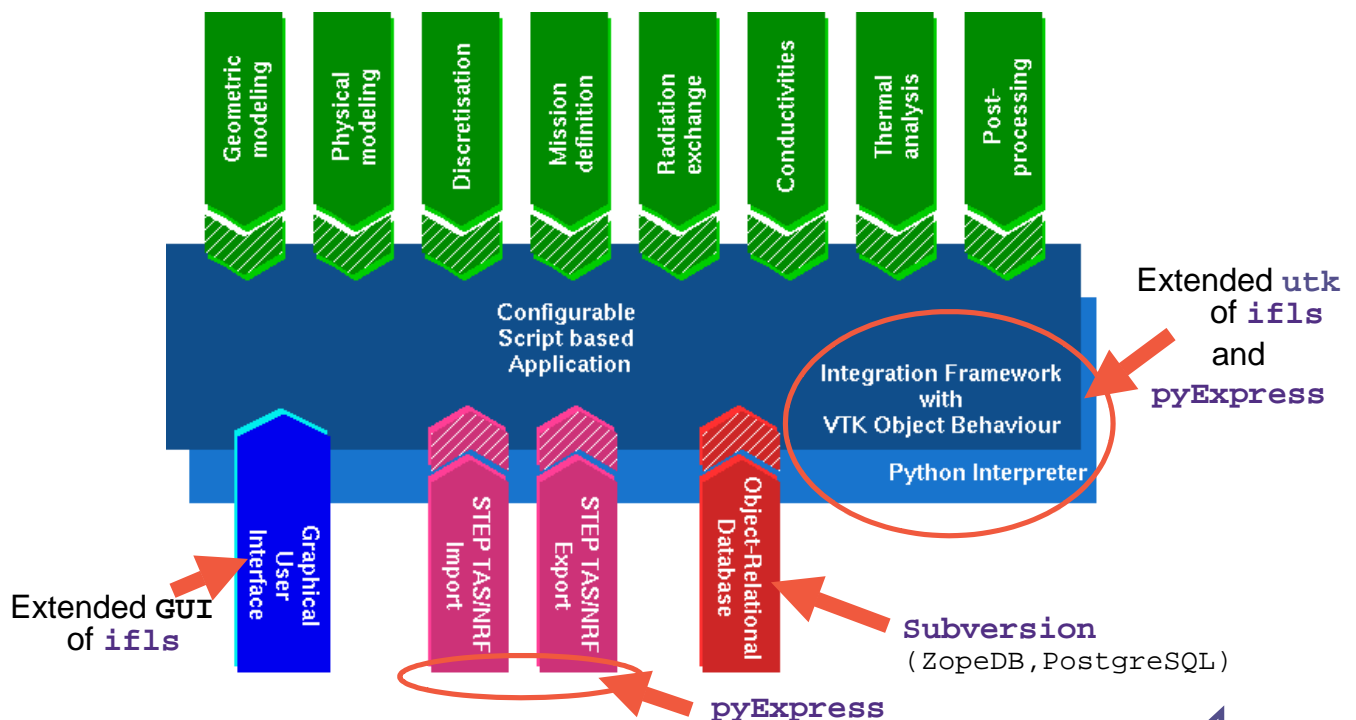 Geometric
modeling
Physical
modeling
Discretisation
Mission
definition
Radiation
exchange
Conductivities
Thermal
analysis
Post-
processing
Configurable
Script based
Application
Integration Framework
with
VTK Object Behaviour
Python Interpreter
Extended utk
of ifls
and
pyExpress
Graphical
User
Interface
STEP TAS/NRF
Import
STEP TAS/NRF
Export
Object-Relational
Database
Extended GUI
of ifls
Subversion
(ZopeDB,PostgreSQL)
pyExpress